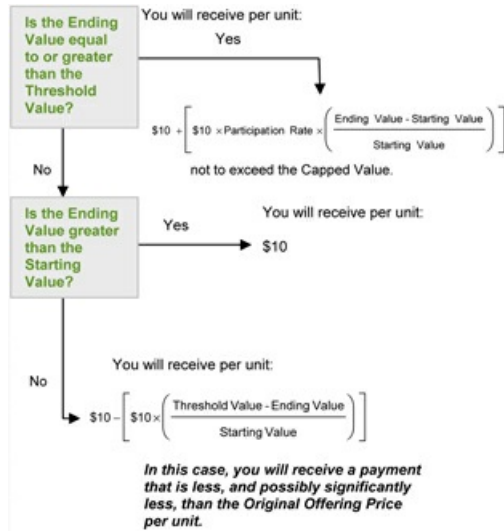 Is the Ending
Value equal
to or greater
than the
Threshold
Value?
You will receive per unit:
Yes
$10 + [ $10 × Participation Rate × ( Ending Value - Starting Value / Starting Value ) ]
not to exceed the Capped Value.
No
Is the Ending
Value greater
than the
Starting
Value?
Yes
You will receive per unit:
$10
No
You will receive per unit:
$10 − [ $10 × ( Threshold Value - Ending Value / Starting Value ) ]
In this case, you will receive a payment
that is less, and possibly significantly
less, than the Original Offering Price
per unit.